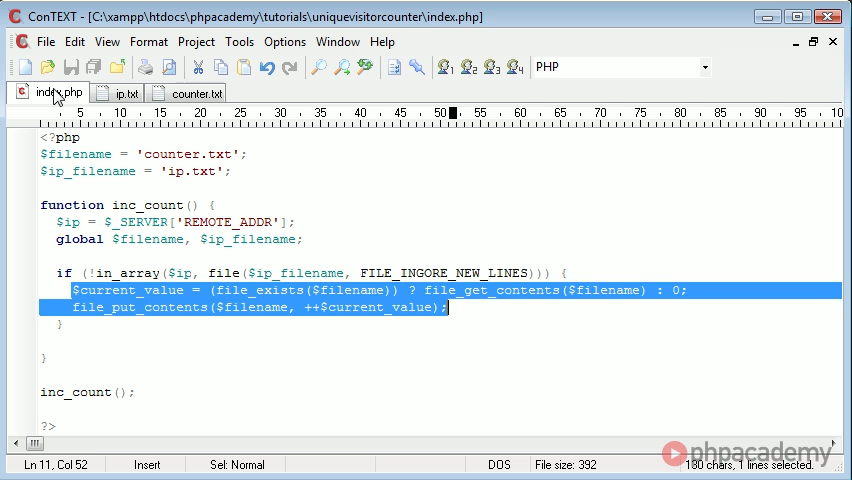 ConTEXT - [C:\xampp\htdocs\phpacademy\tutorials\uniquevisitorcounter\index.php]
File Edit View Format Project Tools Options Window Help
1 2 3 4 PHP
index.php ip.txt counter.txt
5 10 15 20 25 30 35 40 45 50 55 60 65 70 75 80 85 90 95 10
<?php
$filename = 'counter.txt';
$ip_filename = 'ip.txt';
function inc_count() {
$ip = $_SERVER['REMOTE_ADDR'];
global $filename, $ip_filename;
if (!in_array($ip, file($ip_filename, FILE_INGORE_NEW_LINES))) {
$current_value = (file_exists($filename)) ? file_get_contents($filename) : 0;
file_put_contents($filename, ++$current_value);
}
}
inc_count();
?>
phpacademy
Ln 11, Col 52 Insert Sel: Normal DOS File size: 392 180 chars, 1 lines selected.